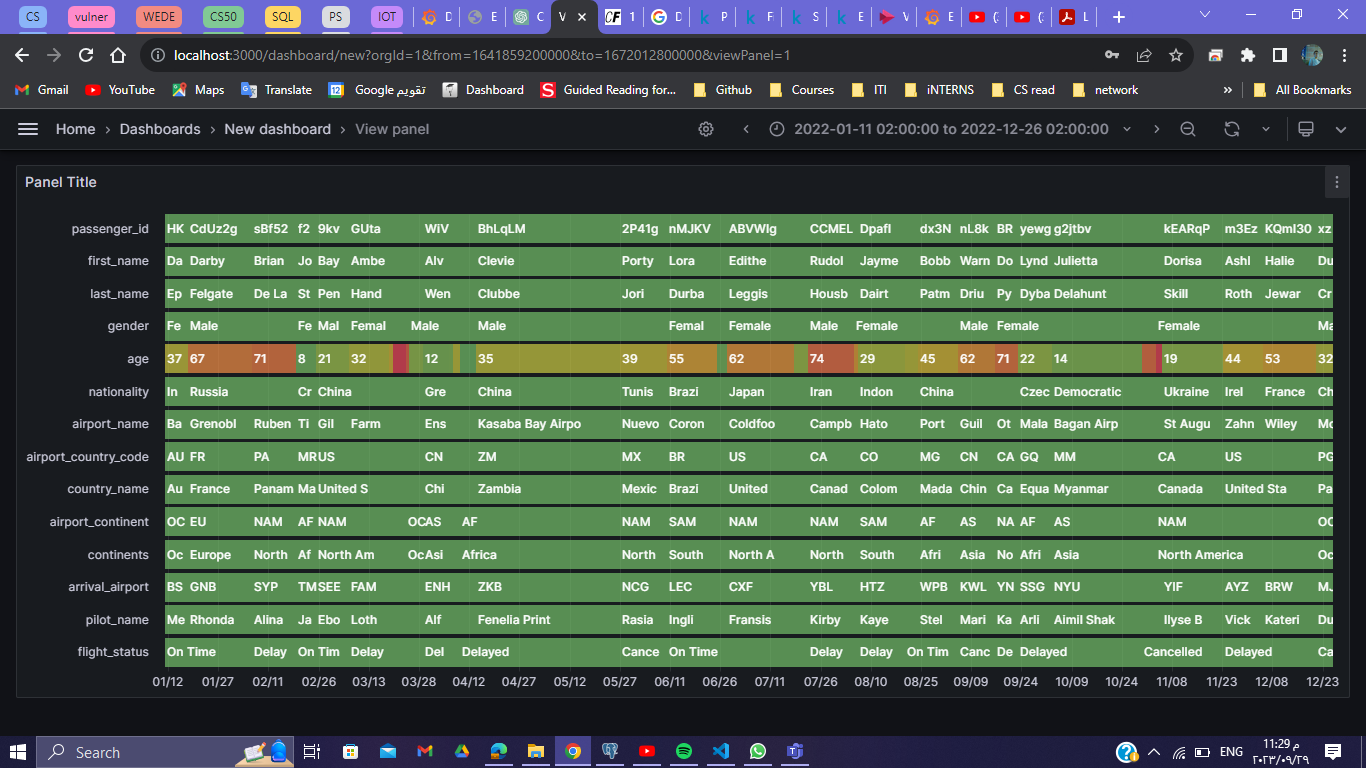 CS vulner WEDE CS50 SQL PS IOT
localhost:3000/dashboard/new?orgId=1&from=1641859200000&to=1672012800000&viewPanel=1
Gmail YouTube Maps Translate تقويم Google Dashboard Guided Reading for... Github Courses ITI iNTERNS CS read network » All Bookmarks
Home › Dashboards › New dashboard › View panel 2022-01-11 02:00:00 to 2022-12-26 02:00:00
Panel Title
passenger_id HK CdUz2g sBf52 f2 9kv GUta WiV BhLqLM 2P41g nMJKV ABVWIg CCMEL Dpafl dx3N nL8k BR yewg g2jtbv kEARqP m3Ez KQml30 xz
first_name Da Darby Brian Jo Bay Ambe Alv Clevie Porty Lora Edithe Rudol Jayme Bobb Warn Do Lynd Julietta Dorisa Ashl Halie Du
last_name Ep Felgate De La St Pen Hand Wen Clubbe Jori Durba Leggis Housb Dairt Patm Driu Py Dyba Delahunt Skill Roth Jewar Cr
gender Fe Male Fe Mal Femal Male Male Femal Female Male Female Male Female Female Ma
age 37 67 71 8 21 32 12 35 39 55 62 74 29 45 62 71 22 14 19 44 53 32
nationality In Russia Cr China Gre China Tunis Brazi Japan Iran Indon China Czec Democratic Ukraine Irel France Ch
airport_name Ba Grenobl Ruben Ti Gil Farm Ens Kasaba Bay Airpo Nuevo Coron Coldfoo Campb Hato Port Guil Ot Mala Bagan Airp St Augu Zahn Wiley Mc
airport_country_code AU FR PA MR US CN ZM MX BR US CA CO MG CN CA GQ MM CA US PG
country_name Au France Panam Ma United S Chi Zambia Mexic Brazi United Canad Colom Mada Chin Ca Equa Myanmar Canada United Sta Pa
airport_continent OC EU NAM AF NAM OC AS AF NAM SAM NAM NAM SAM AF AS NA AF AS NAM OC
continents Oc Europe North Af North Am Oc Asi Africa North South North A North South Afri Asia No Afri Asia North America Oc
arrival_airport BS GNB SYP TM SEE FAM ENH ZKB NCG LEC CXF YBL HTZ WPB KWL YN SSG NYU YIF AYZ BRW MJ
pilot_name Me Rhonda Alina Ja Ebo Loth Alf Fenelia Print Rasia Ingli Fransis Kirby Kaye Stel Mari Ka Arli Aimil Shak Ilyse B Vick Kateri Du
flight_status On Time Delay On Tim Delay Del Delayed Cance On Time Delay Delay On Tim Canc De Delayed Cancelled Delayed Ca
01/12 01/27 02/11 02/26 03/13 03/28 04/12 04/27 05/12 05/27 06/11 06/26 07/11 07/26 08/10 08/25 09/09 09/24 10/09 10/24 11/08 11/23 12/08 12/23
Search ENG م 11:29
٢٠٢٣/٠٩/٢٩